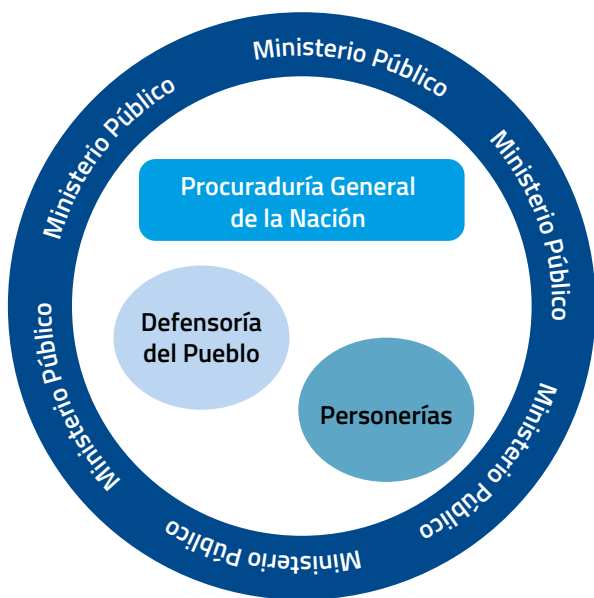 Ministerio Público
Ministerio Público
Ministerio Público
Ministerio Público
Ministerio Público
Ministerio Público
Procuraduría General
de la Nación
Defensoría
del Pueblo
Personerías